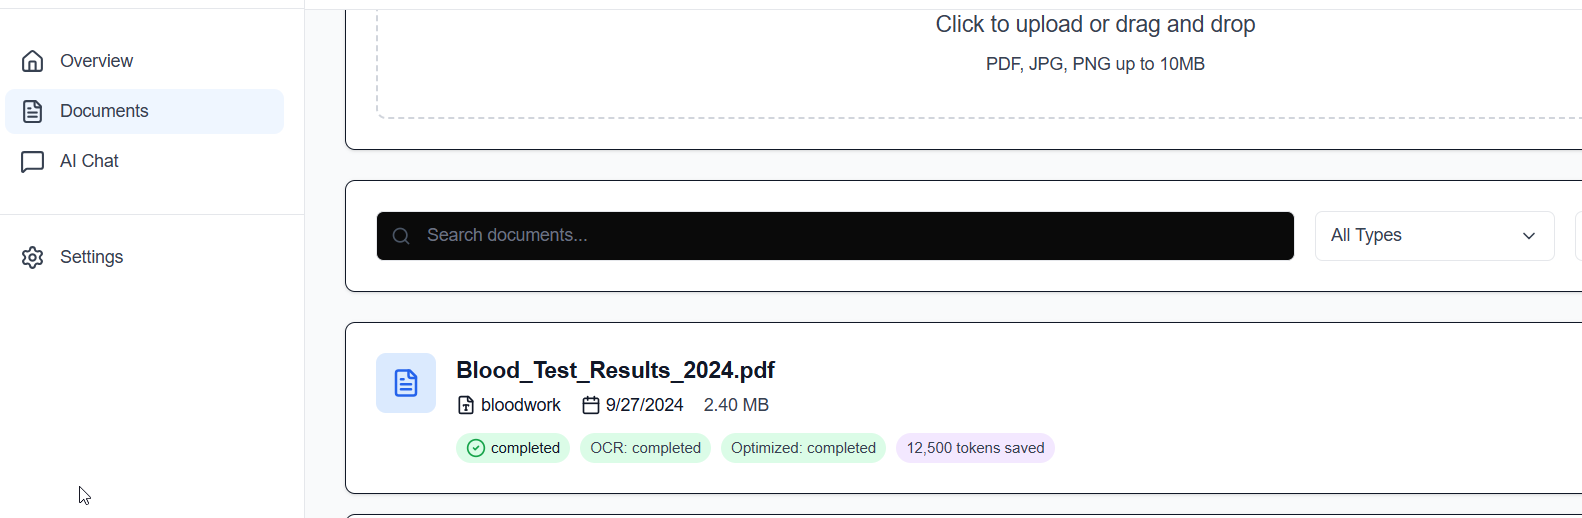 Overview
Documents
AI Chat
Settings
Click to upload or drag and drop
PDF, JPG, PNG up to 10MB
Search documents...
All Types
Blood_Test_Results_2024.pdf
bloodwork 9/27/2024 2.40 MB
completed OCR: completed Optimized: completed 12,500 tokens saved